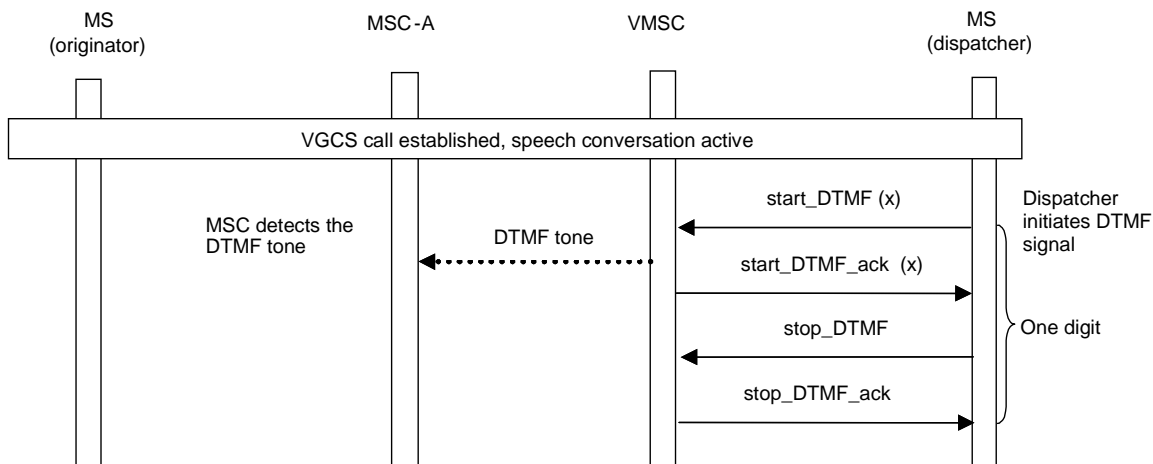 MS
(originator)
MSC-A
VMSC
MS
(dispatcher)
VGCS call established, speech conversation active
start_DTMF (x)
Dispatcher
initiates DTMF
signal
MSC detects the
DTMF tone
DTMF tone
start_DTMF_ack (x)
stop_DTMF
One digit
stop_DTMF_ack